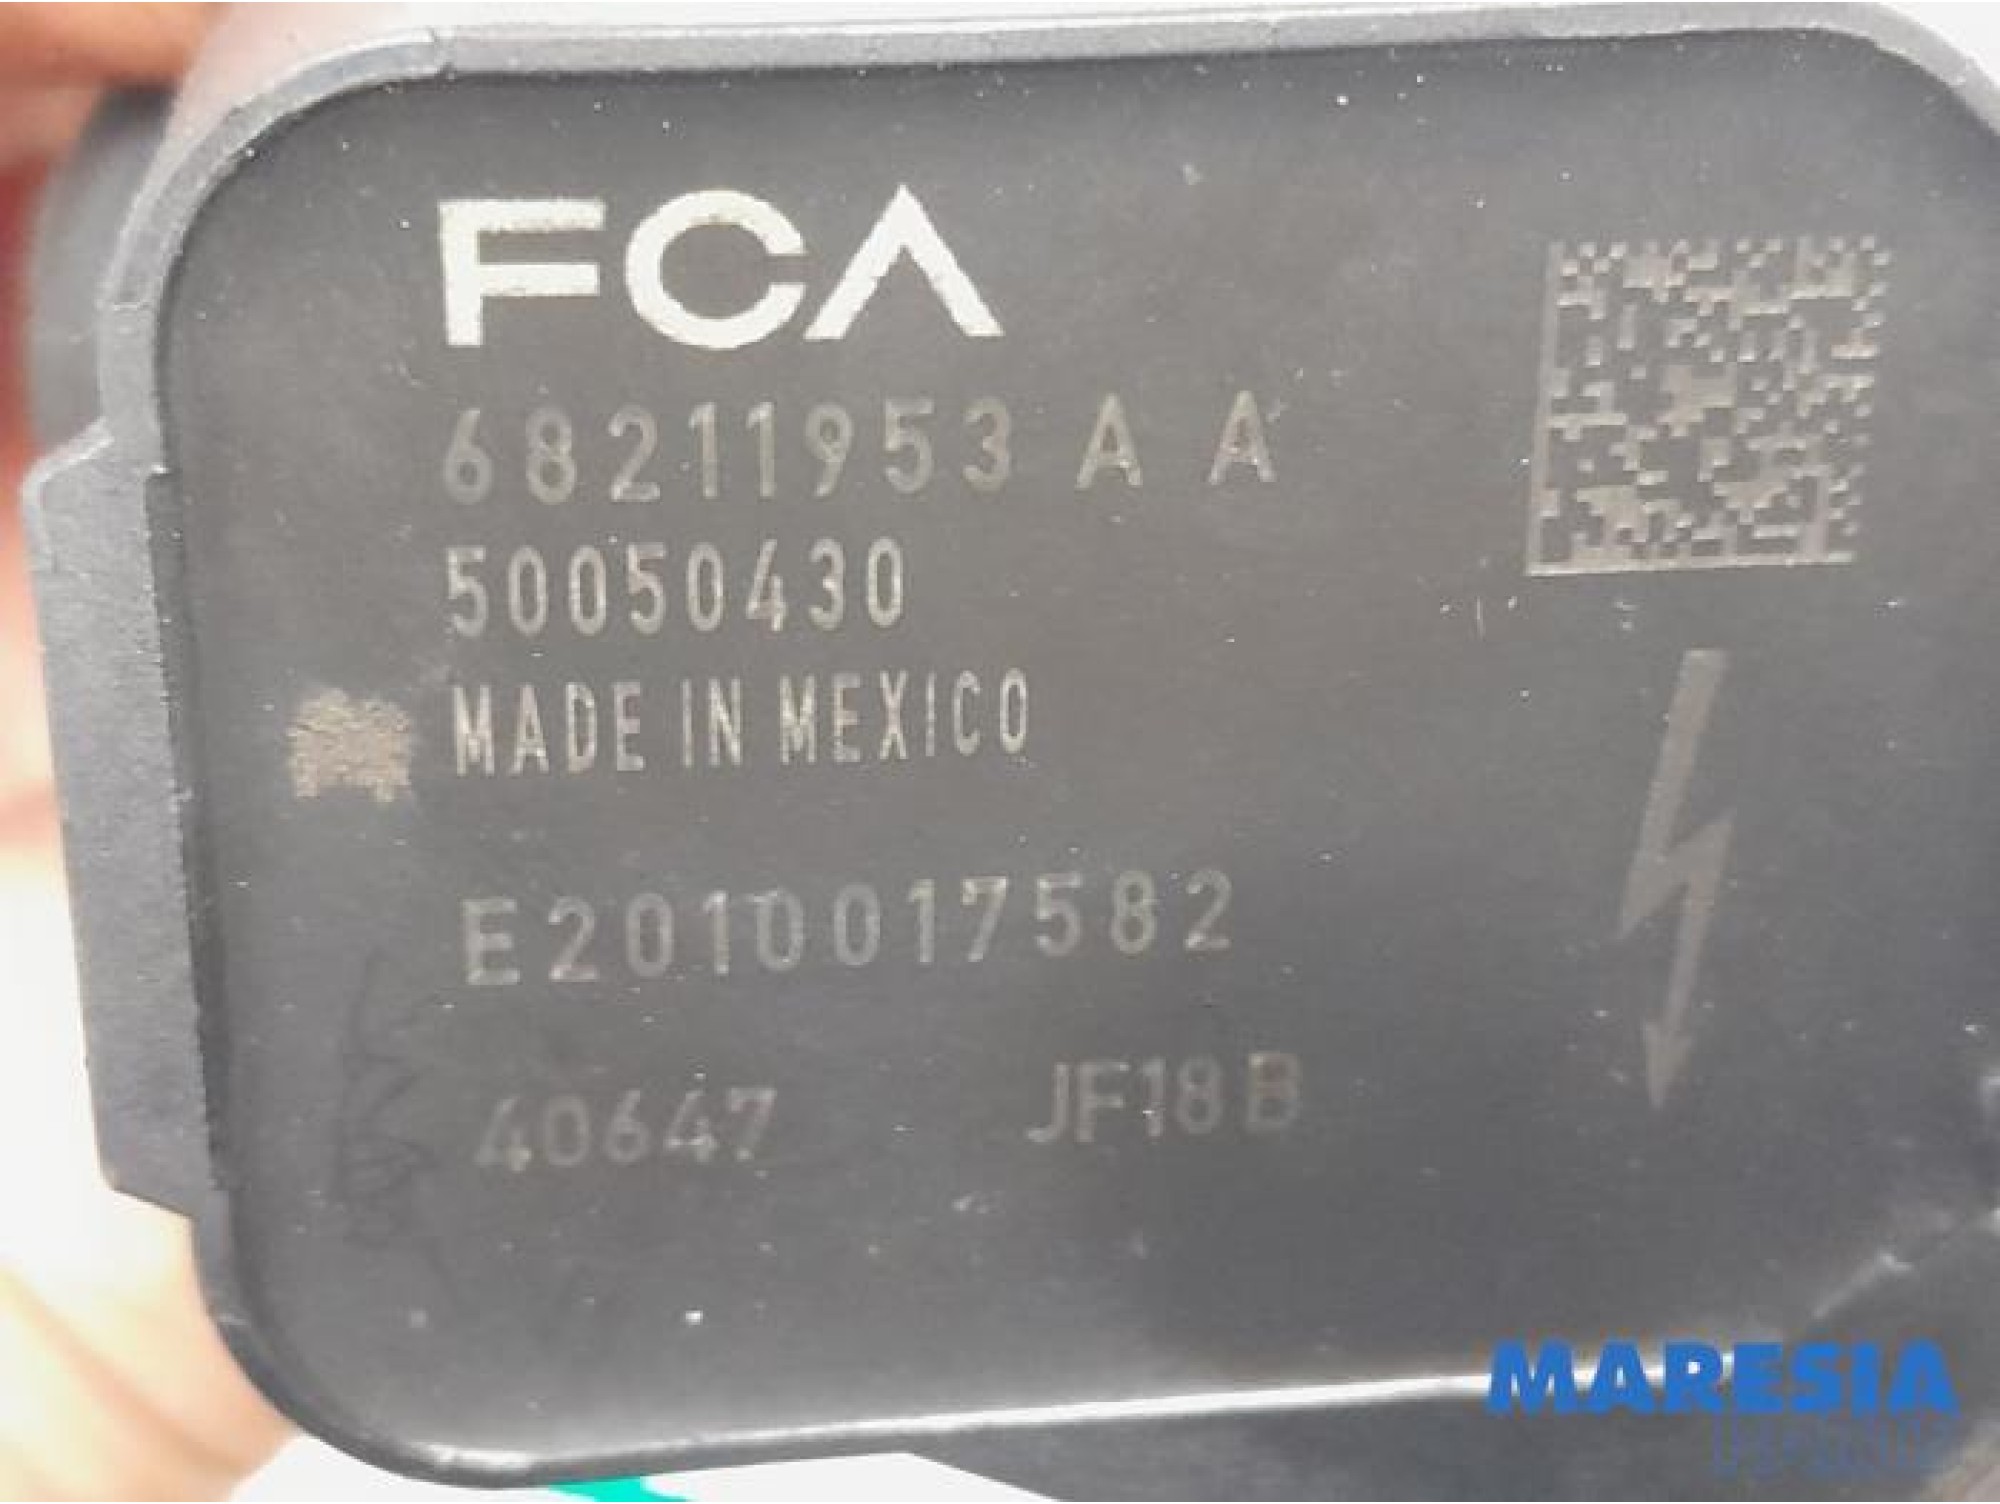 FCA
68211953 A A
50050430
MADE IN MEXICO
E2010017582
40647 JF18B
MARESIA